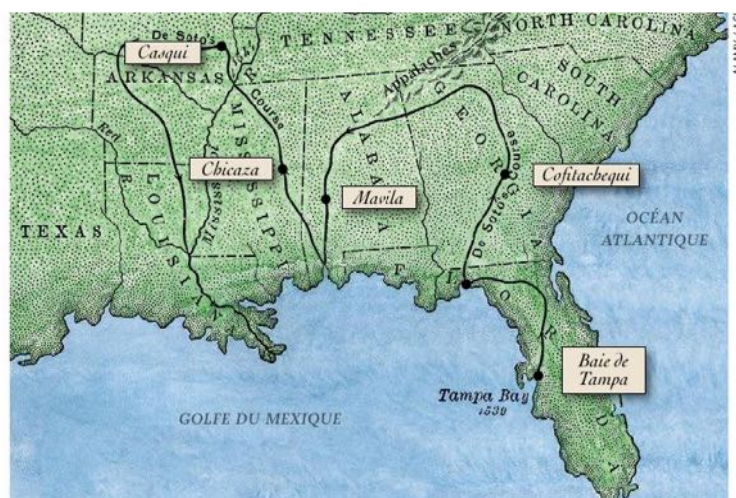 NORTH CAROLINA
TENNESSEE
De Soto's
Casqui
ARKANSAS
Appalaches
SOUTH
CAROLINA
Course
Red
R.
Chicaza
MISSISSIPPI
Mississippi
ALABAMA
Mavila
GEORGIA
De Soto's Course
Cofitachequi
TEXAS
LOUISIANA
OCÉAN
ATLANTIQUE
FLORIDA
Baie de
Tampa
Tampa Bay
1539
GOLFE DU MEXIQUE